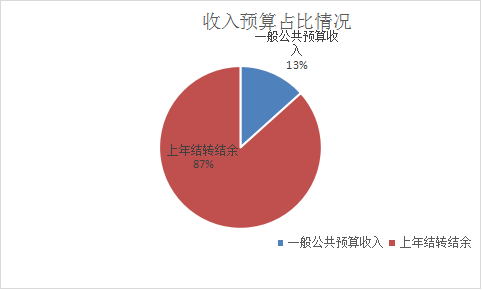 收入预算占比情况
一般公共预算收
入
13%
上年结转结余
87%
一般公共预算收入
上年结转结余